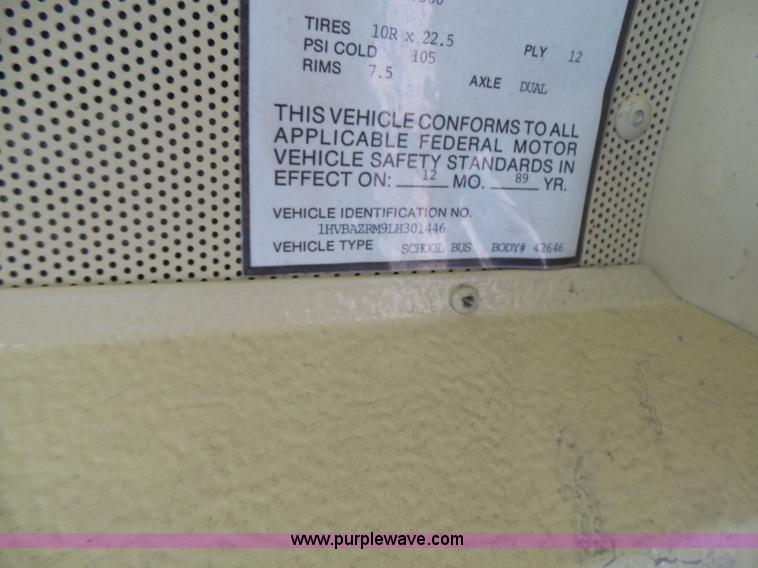 TIRES 10R x 22.5 PLY 12
PSI COLD 105
RIMS 7.5 AXLE DUAL
THIS VEHICLE CONFORMS TO ALL
APPLICABLE FEDERAL MOTOR
VEHICLE SAFETY STANDARDS IN
EFFECT ON: 12 MO. 89 YR.
VEHICLE IDENTIFICATION NO.
1HVBAZRM9LH301446
VEHICLE TYPE SCHOOL BUS BODY# 42646
www.purplewave.com